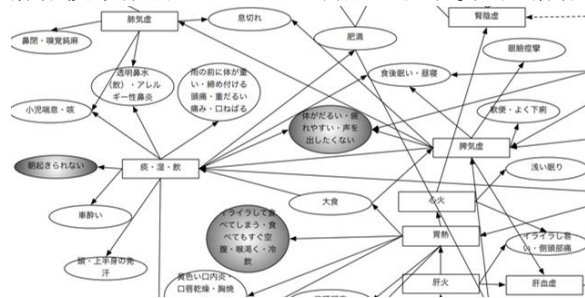 肺気虚
息切れ
腎陰虚
鼻閉・嗅覚鈍麻
肥満
眼瞼痙攣
透明鼻水
(飲)・アレル
ギー性鼻炎
雨の前に体が重
い・締め付ける
頭痛・重だるい
痛み・口ねばる
食後眠い・昼寝
小児喘息・咳
体がだるい・疲
れやすい・声を
出したくない
軟便・よく下痢
脾気虚
朝起きられない
痰・湿・飲
浅い眠り
大食
心火
車酔い
イライラして食
べてしまう・食
べてもすぐ空
腹・喉渇く・冷
飲
胃熱
イライラし易
い・側頭部痛
頭・上半身の発
汗
黄色い口内炎・
口唇乾燥・胸焼
肝火
肝血虚